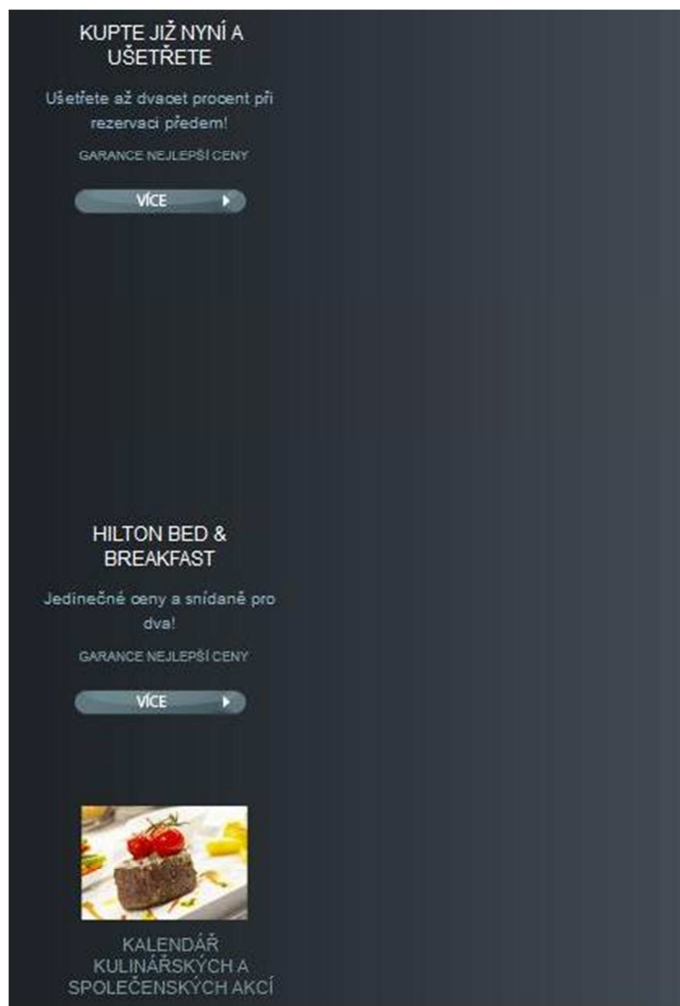 KUPTE JIŽ NYNÍ A
UŠETŘETE
Ušetřete až dvacet procent při
rezervaci předem!
GARANCE NEJLEPŠÍ CENY
VÍCE
HILTON BED &
BREAKFAST
Jedinečné ceny a snídaně pro
dva!
GARANCE NEJLEPŠÍ CENY
VÍCE
KALENDÁŘ
KULINÁŘSKÝCH A
SPOLEČENSKÝCH AKCÍ